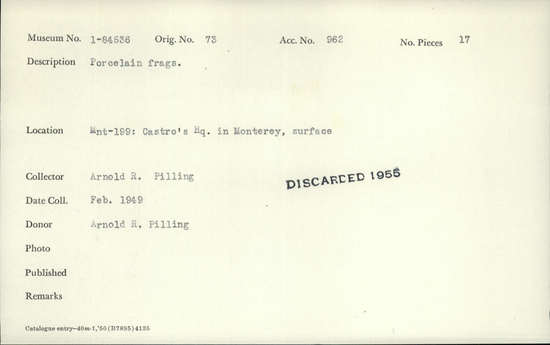 Museum No. 1-84636 Orig. No. 73 Acc. No. 962 No. Pieces 17
Description Porcelain frags.
Location Mnt-199: Castro's Hq. in Monterey, surface
Collector Arnold R. Pilling
DISCARDED 1955
Date Coll. Feb. 1949
Donor Arnold R. Pilling
Photo
Published
Remarks
Catalogue entry—40m-1,'50(B7895)4135